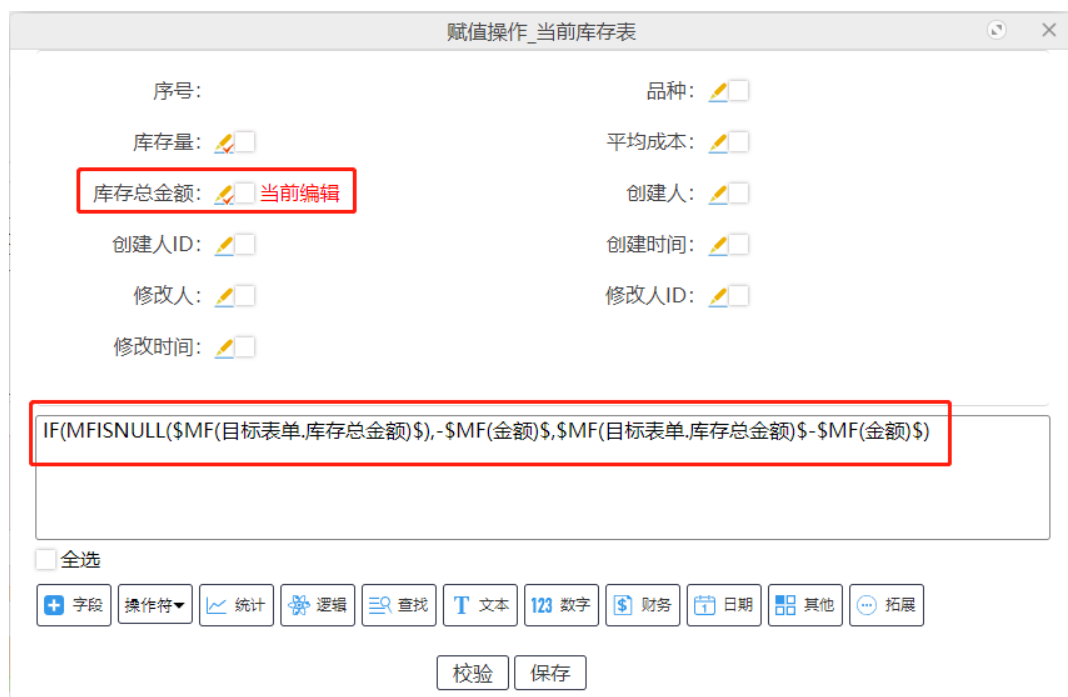 赋值操作_当前库存表
序号：
品种：
库存量：
平均成本：
库存总金额： 当前编辑
创建人：
创建人ID：
创建时间：
修改人：
修改人ID：
修改时间：
IF(MFISNULL($MF(目标表单.库存总金额)$),-$MF(金额)$,$MF(目标表单.库存总金额)$-$MF(金额)$)
全选
字段 操作符 统计 逻辑 查找 T 文本 123 数字 $ 财务 1 日期 其他 拓展
校验 保存